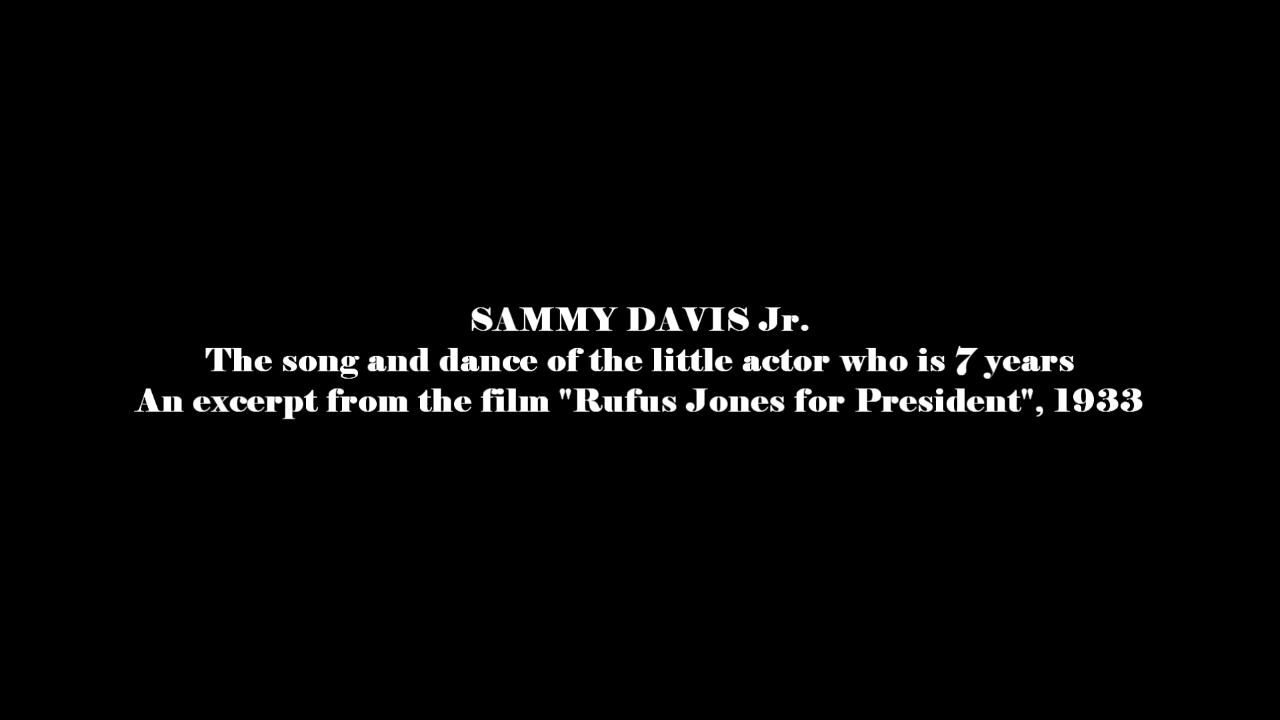 SAMMY DAVIS Jr.
The song and dance of the little actor who is 7 years
An excerpt from the film "Rufus Jones for President", 1933